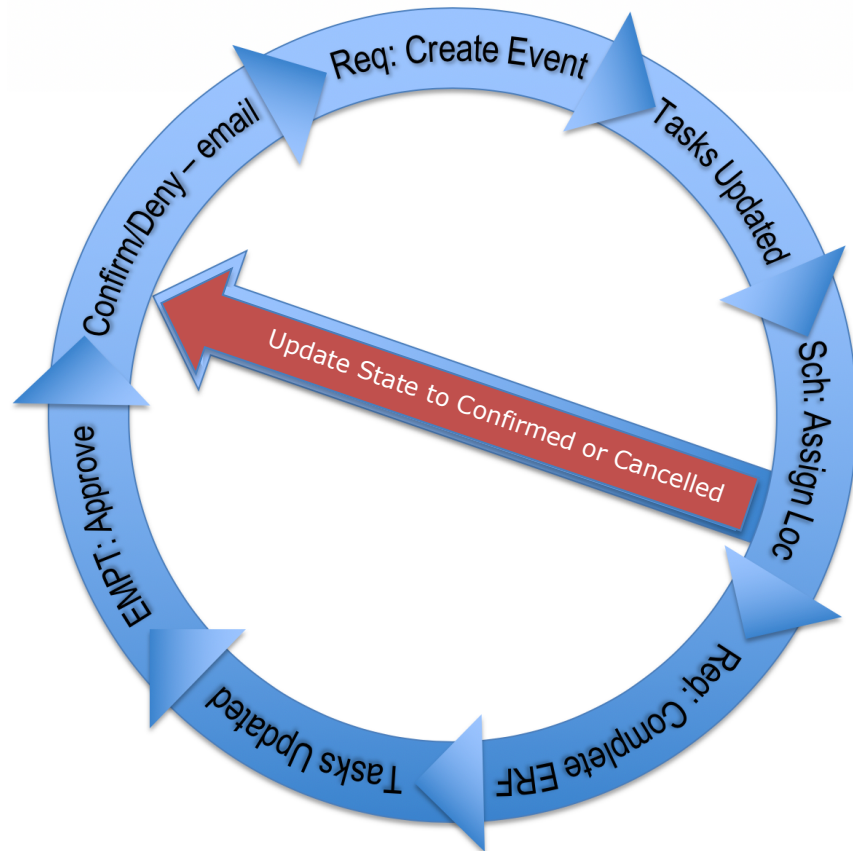 Req: Create Event
Tasks Updated
Sch: Assign Loc
Req: Complete ERF
Tasks Updated
EMPT: Approve
Confirm/Deny – email
Update State to Confirmed or Cancelled